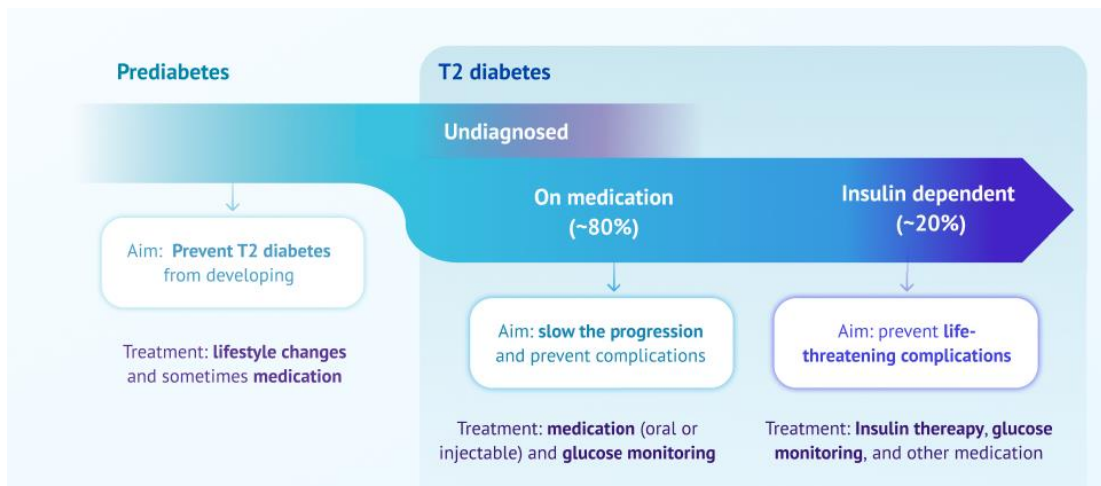 Prediabetes
T2 diabetes
Undiagnosed
On medication
(~80%)
Insulin dependent
(~20%)
Aim: Prevent T2 diabetes
from developing
Aim: slow the progression
and prevent complications
Aim: prevent life-
threatening complications
Treatment: lifestyle changes
and sometimes medication
Treatment: medication (oral or
injectable) and glucose monitoring
Treatment: Insulin thereapy, glucose
monitoring, and other medication